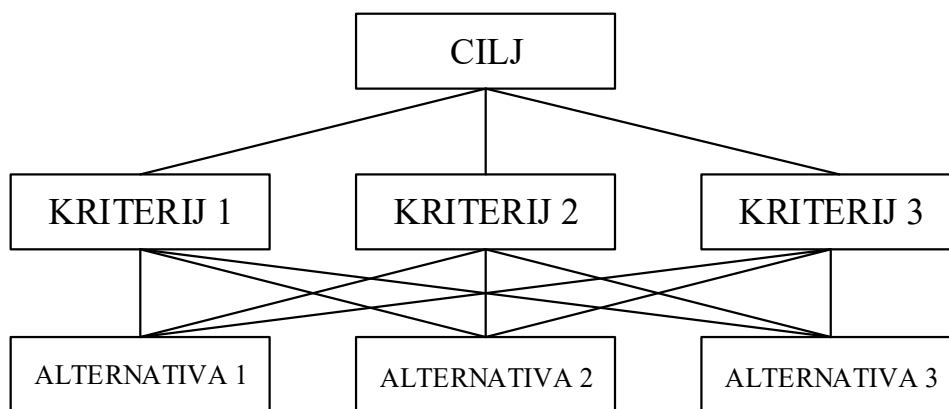 CILJ
KRITERIJ 1
KRITERIJ 2
KRITERIJ 3
ALTERNATIVA 1
ALTERNATIVA 2
ALTERNATIVA 3